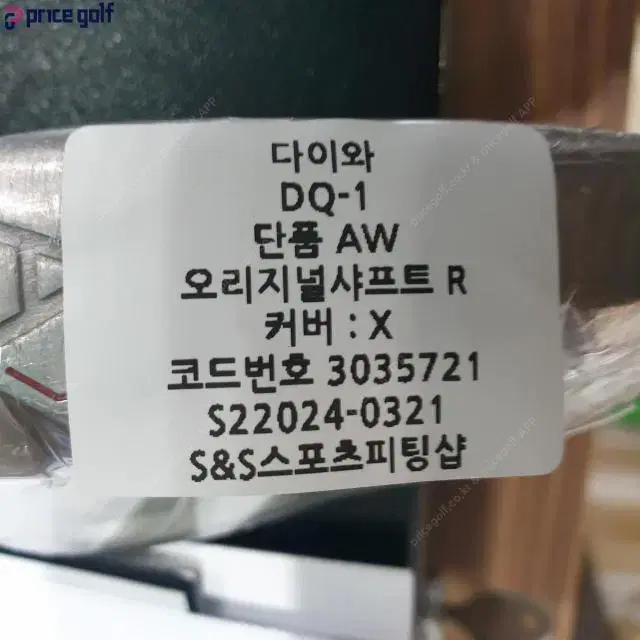 price golf
다이와
DQ-1
단품 AW
오리지널샤프트 R
커버 : X
코드번호 3035721
S22024-0321
S&S스포츠피팅샵